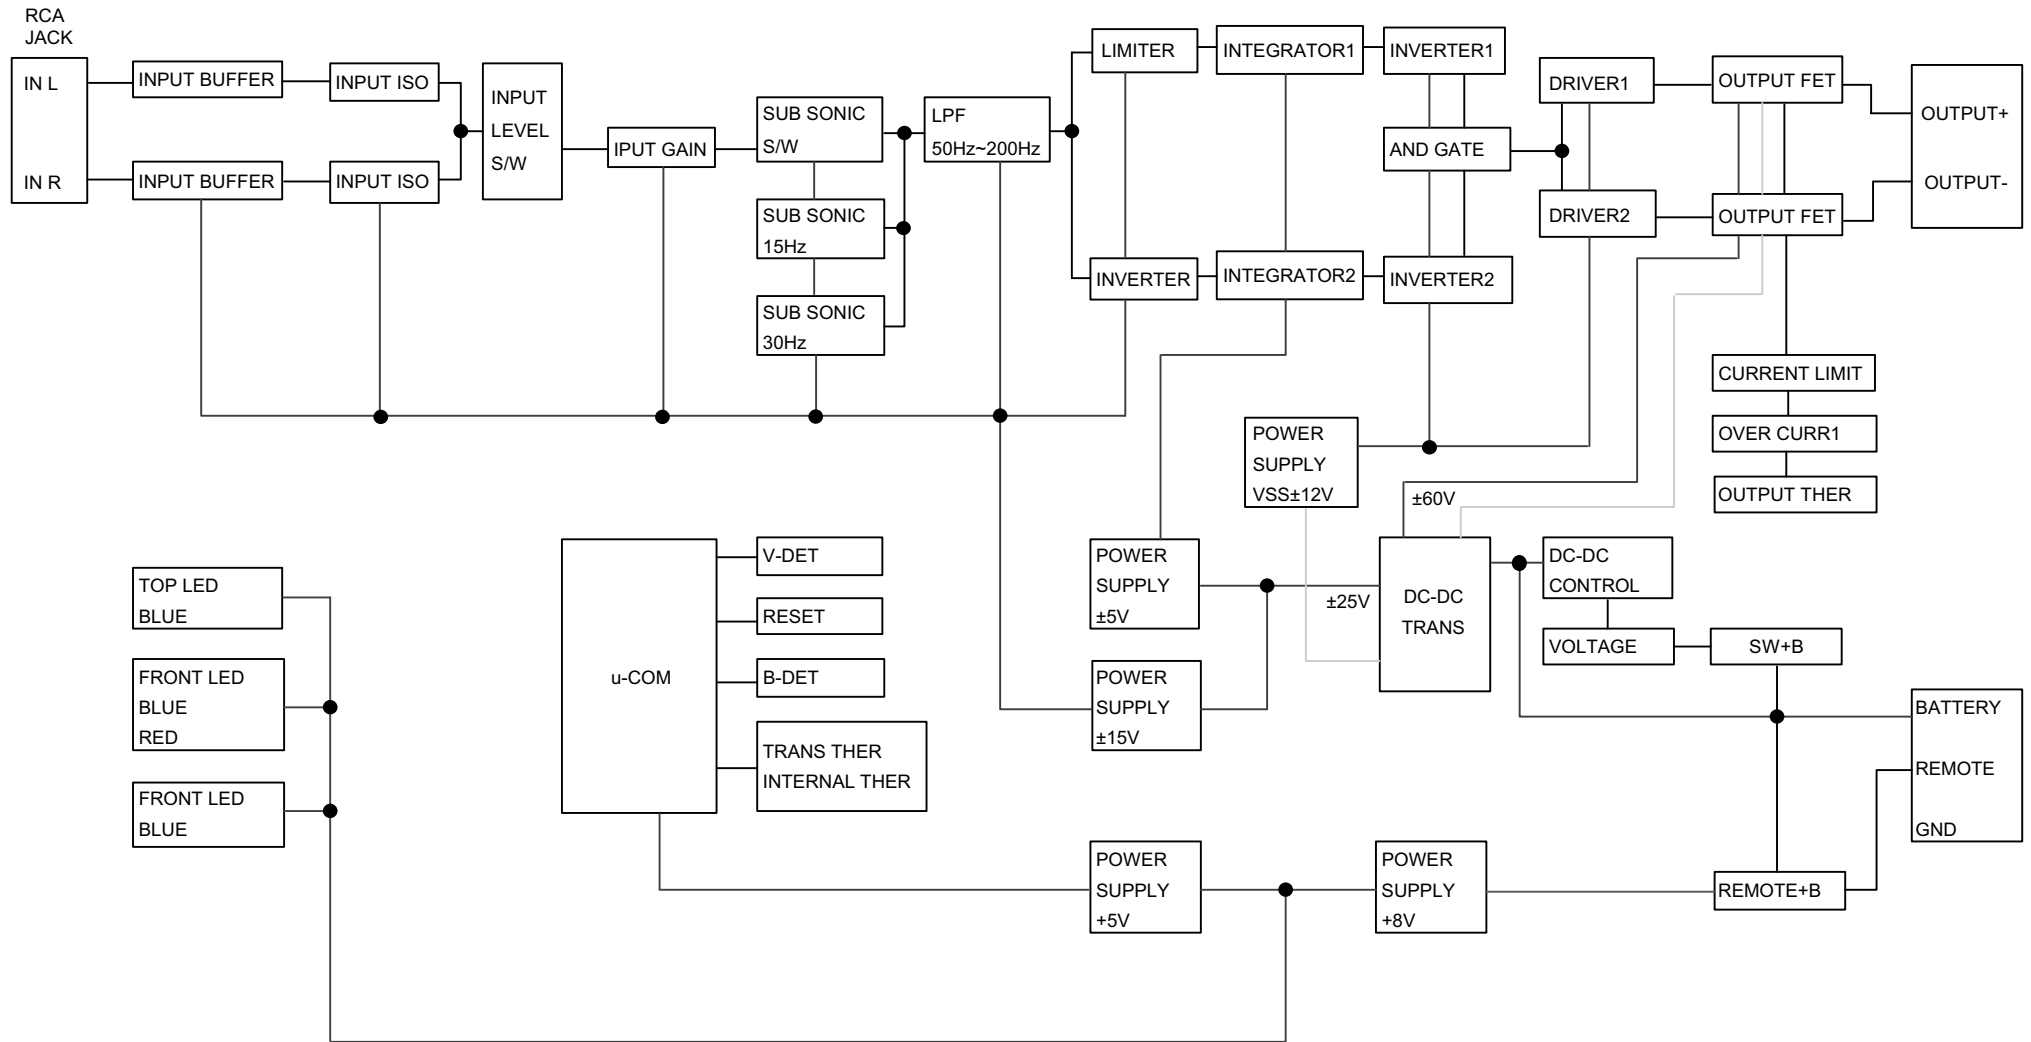 RCA
JACK
IN L
IN R
INPUT BUFFER
INPUT BUFFER
INPUT ISO
INPUT ISO
INPUT
LEVEL
S/W
IPUT GAIN
SUB SONIC
S/W
SUB SONIC
15Hz
SUB SONIC
30Hz
LPF
50Hz~200Hz
LIMITER
INVERTER
INTEGRATOR1
INTEGRATOR2
INVERTER1
AND GATE
INVERTER2
DRIVER1
DRIVER2
OUTPUT FET
OUTPUT FET
OUTPUT+
OUTPUT-
CURRENT LIMIT
OVER CURR1
OUTPUT THER
POWER
SUPPLY
VSS±12V
±60V
TOP LED
BLUE
FRONT LED
BLUE
RED
FRONT LED
BLUE
u-COM
V-DET
RESET
B-DET
TRANS THER
INTERNAL THER
POWER
SUPPLY
±5V
POWER
SUPPLY
±15V
±25V
DC-DC
TRANS
DC-DC
CONTROL
VOLTAGE
SW+B
BATTERY
REMOTE
GND
POWER
SUPPLY
+5V
POWER
SUPPLY
+8V
REMOTE+B